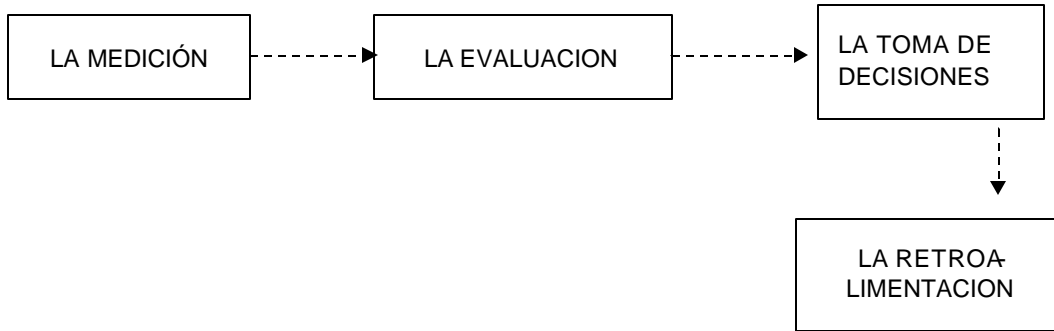 LA MEDICIÓN
LA EVALUACION
LA TOMA DE
DECISIONES
LA RETROA-
LIMENTACION